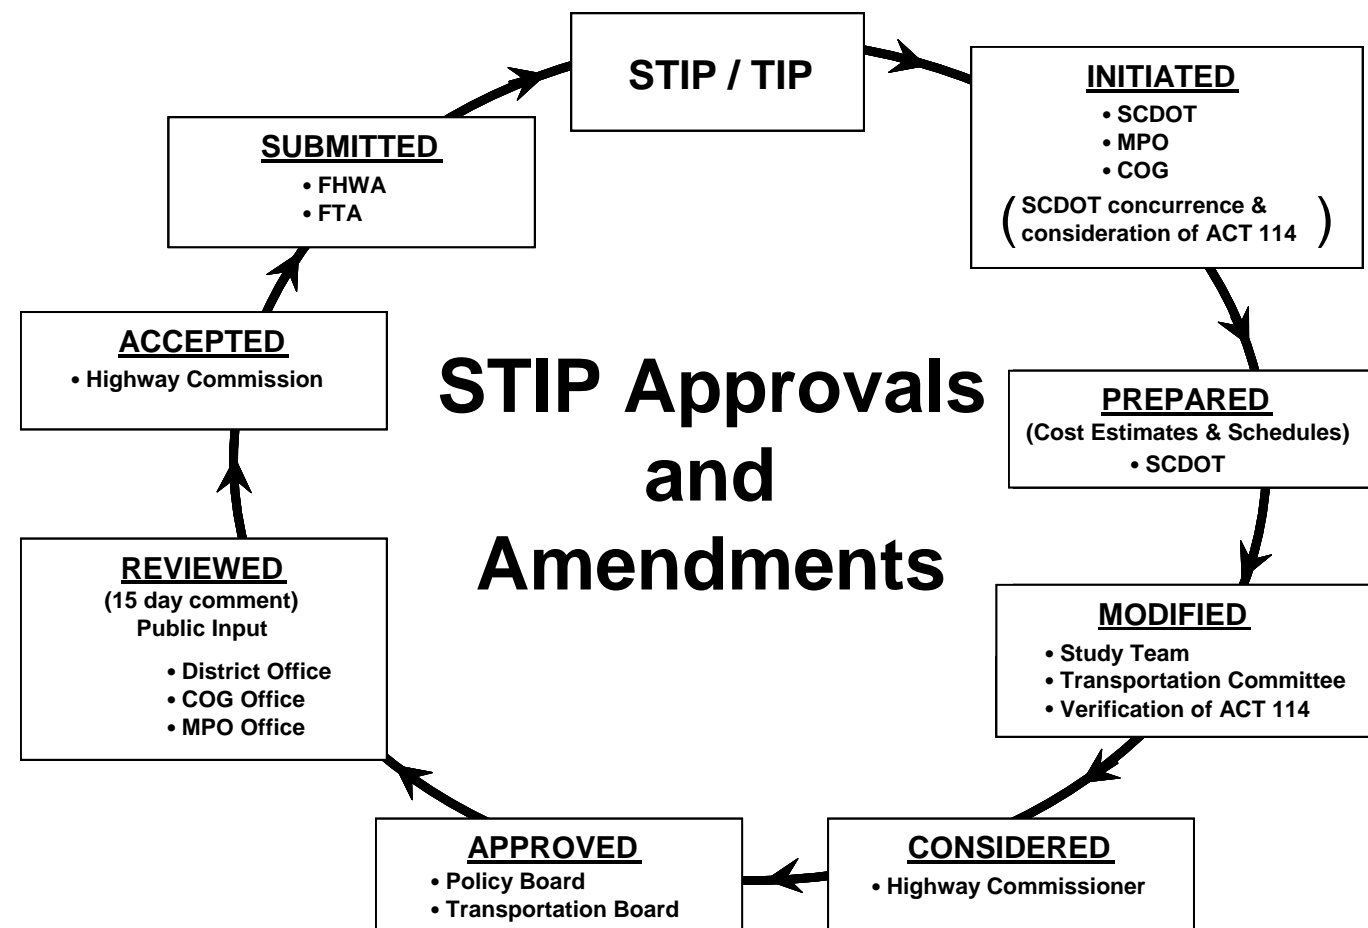 STIP / TIP
INITIATED
• SCDOT
• MPO
• COG
(SCDOT concurrence &
consideration of ACT 114)
PREPARED
(Cost Estimates & Schedules)
• SCDOT
MODIFIED
• Study Team
• Transportation Committee
• Verification of ACT 114
CONSIDERED
• Highway Commissioner
APPROVED
• Policy Board
• Transportation Board
REVIEWED
(15 day comment)
Public Input
• District Office
• COG Office
• MPO Office
ACCEPTED
• Highway Commission
SUBMITTED
• FHWA
• FTA
STIP Approvals
and
Amendments